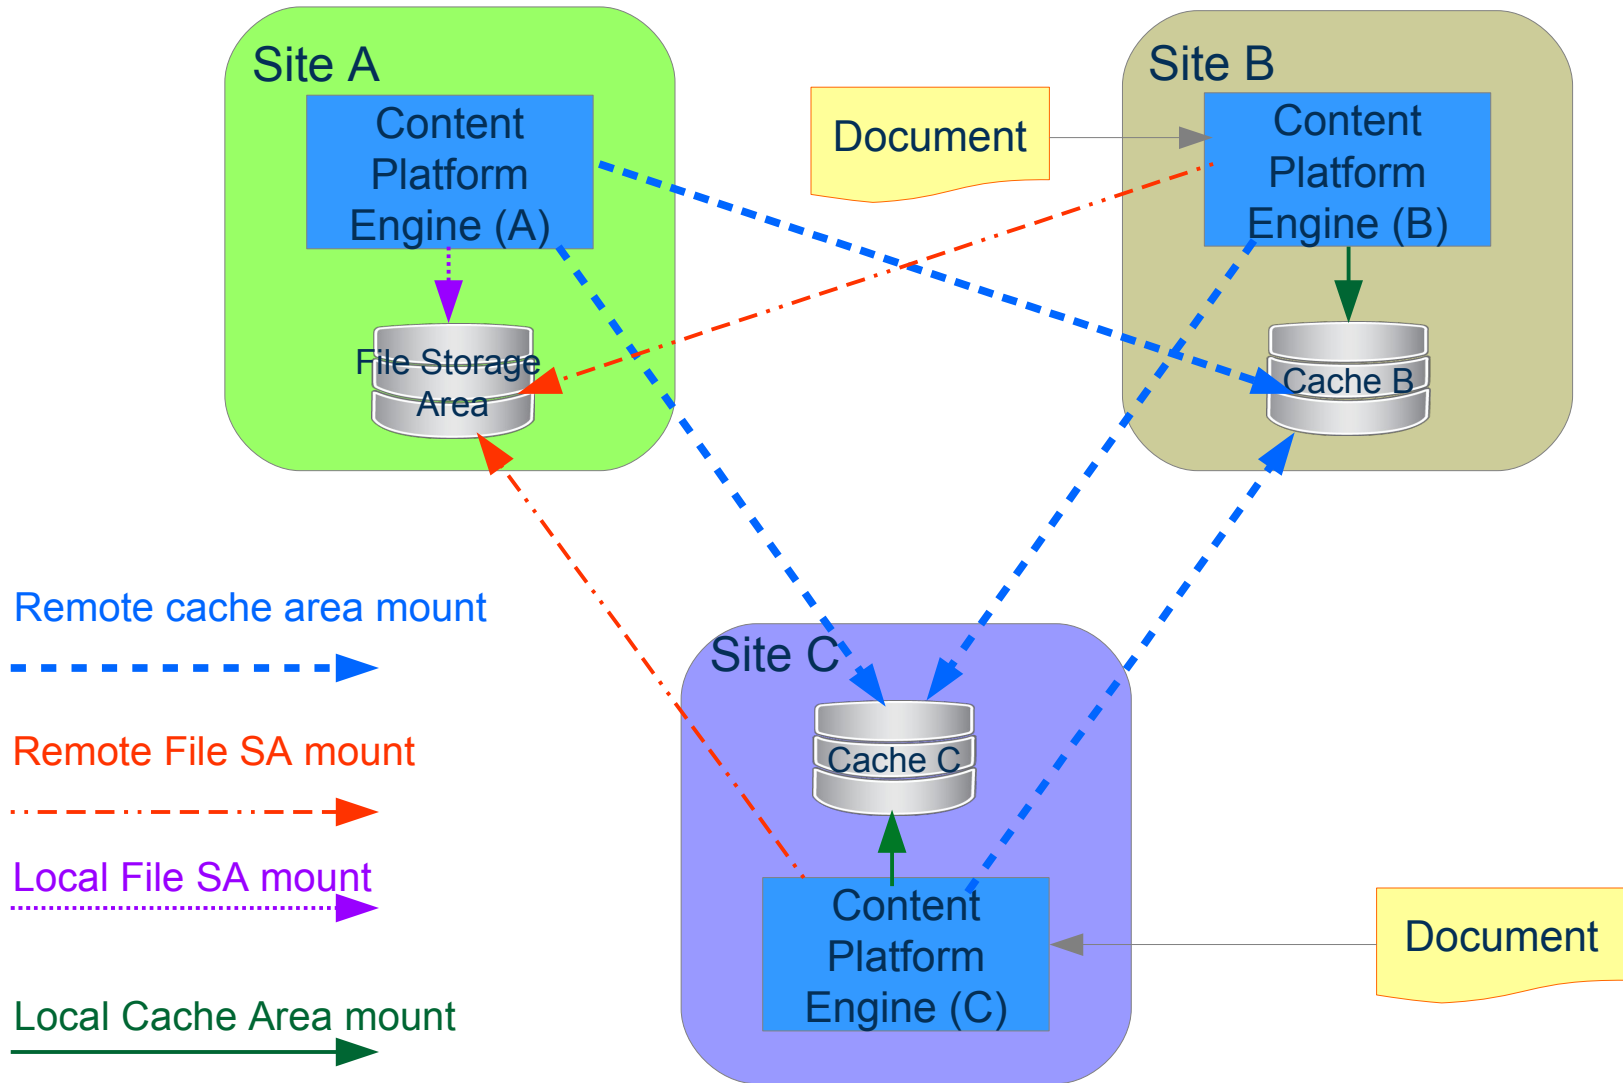 Site A
Content
Platform
Engine (A)
File Storage
Area
Document
Site B
Content
Platform
Engine (B)
Cache B
Remote cache area mount
Remote File SA mount
Local File SA mount
Local Cache Area mount
Site C
Cache C
Content
Platform
Engine (C)
Document